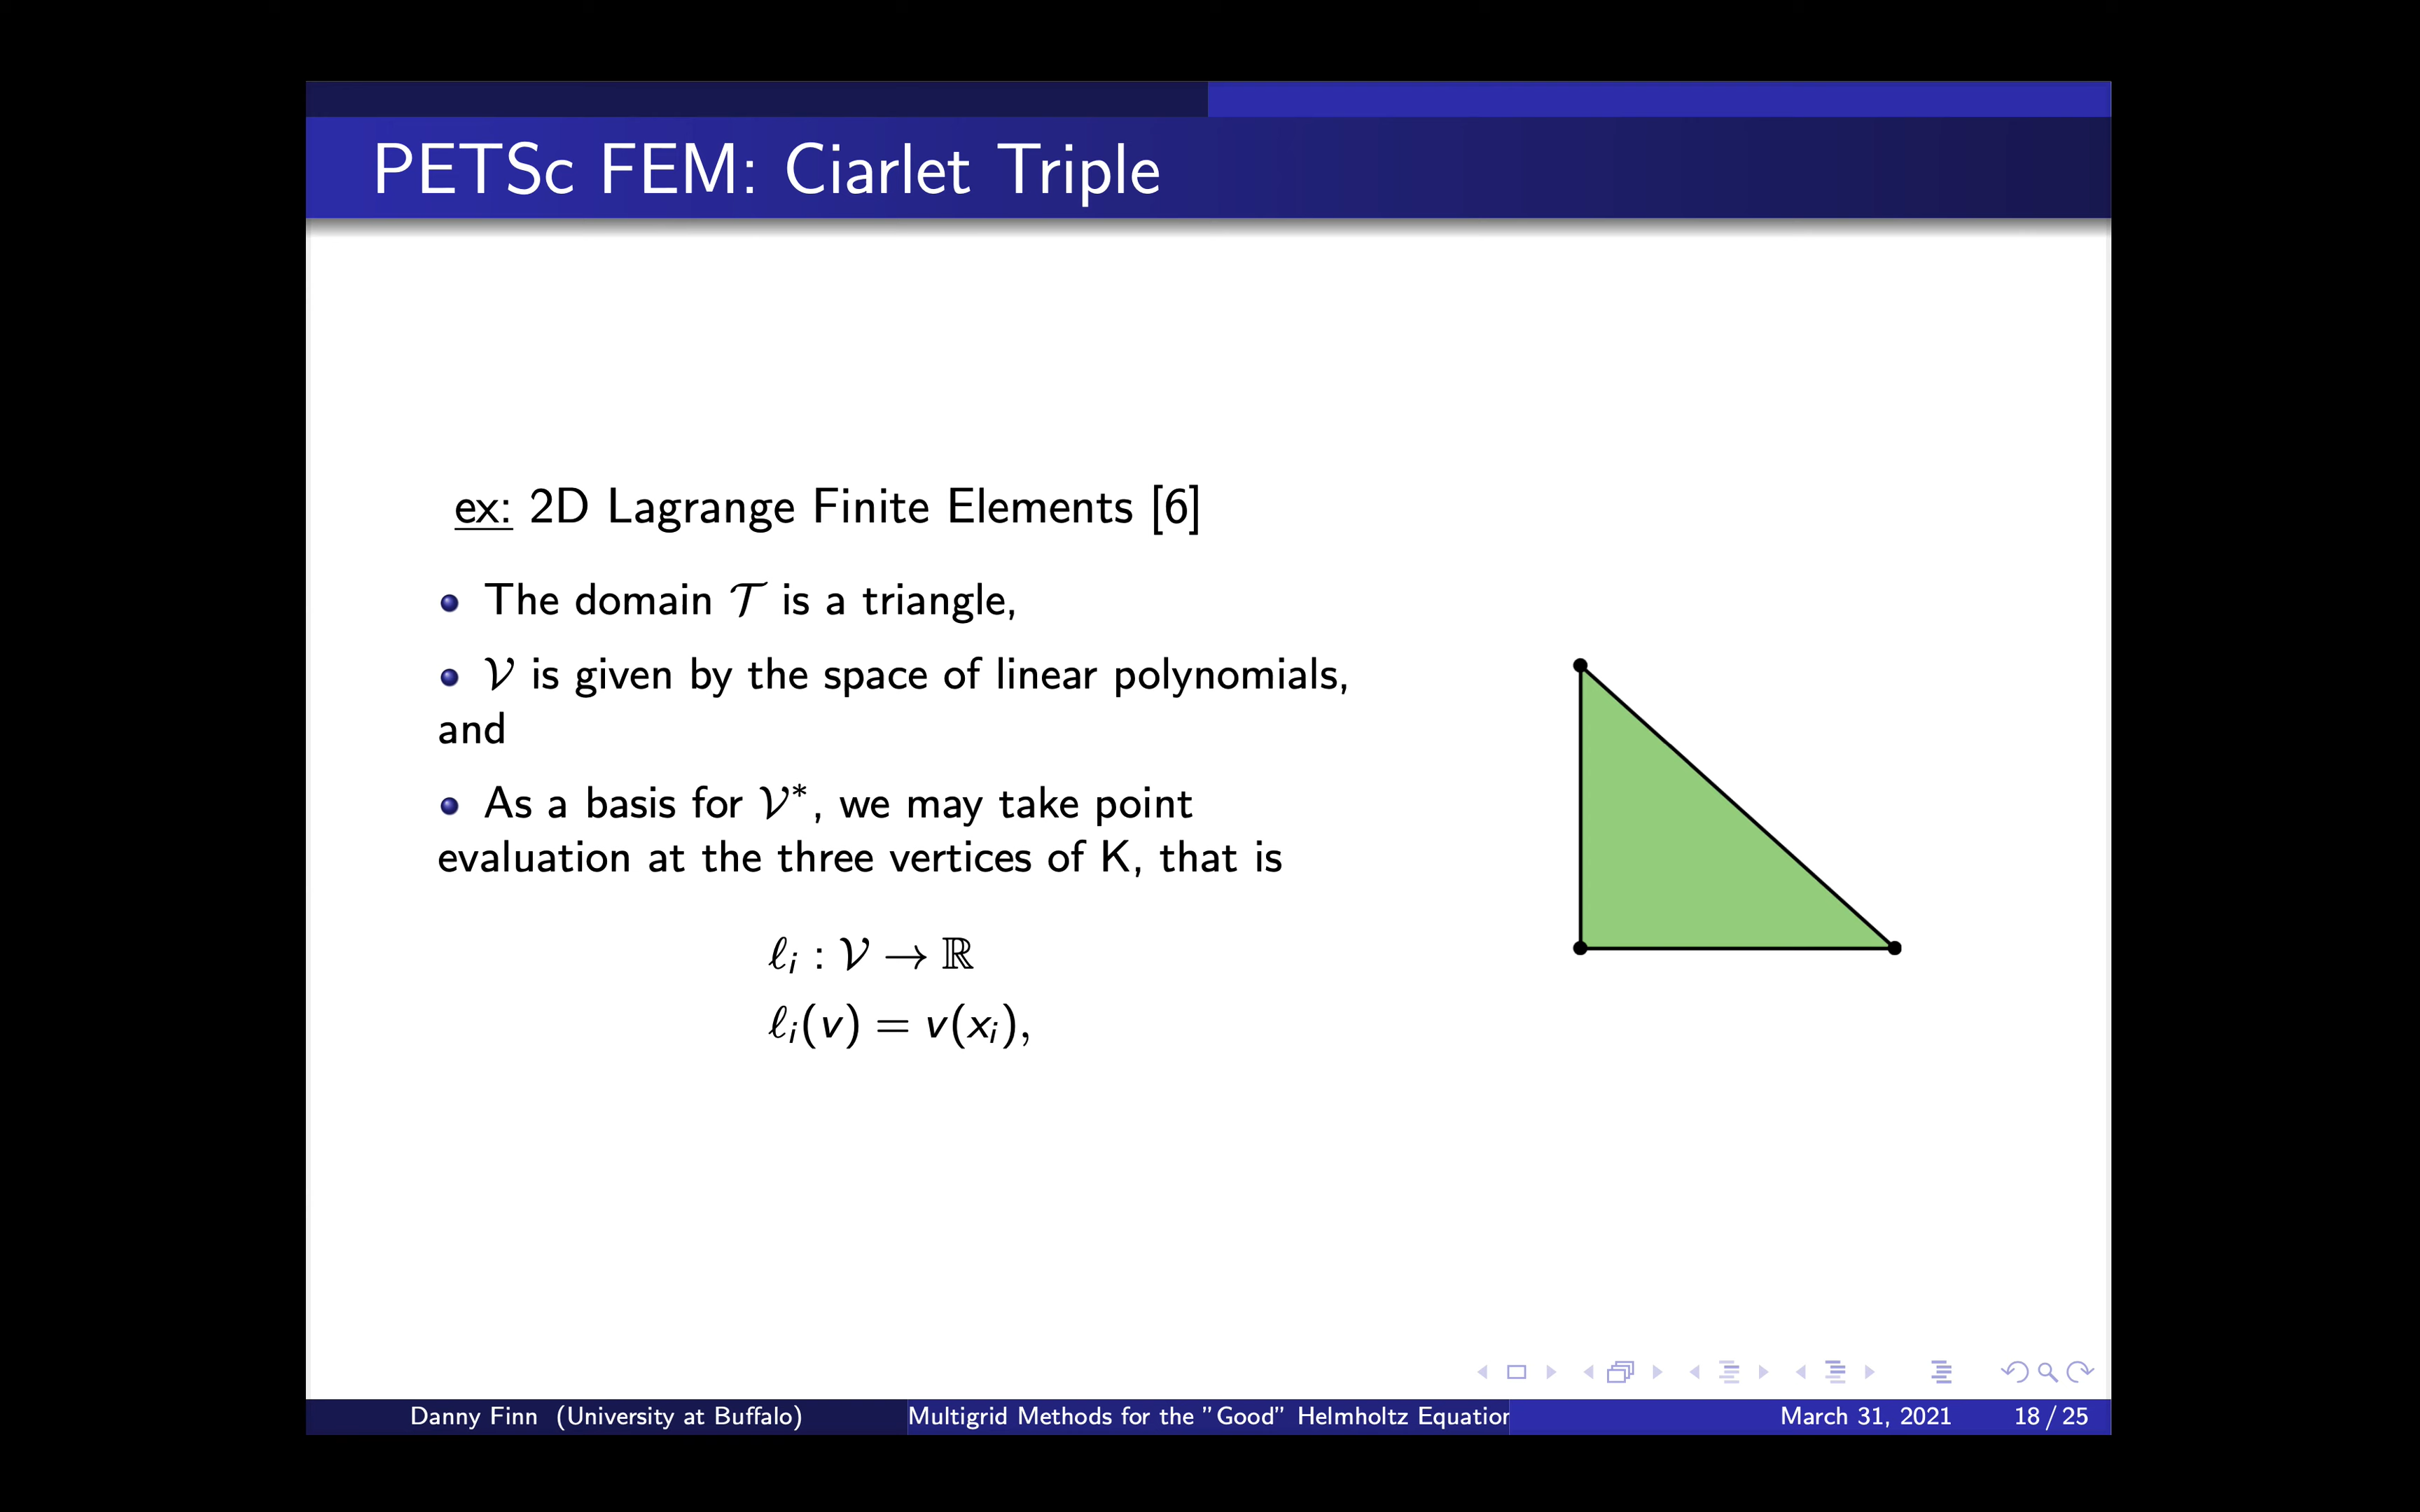 PETSc FEM: Ciarlet Triple
ex: 2D Lagrange Finite Elements [6]
• The domain 𝒯 is a triangle,
• 𝒱 is given by the space of linear polynomials,
and
• As a basis for 𝒱*, we may take point
evaluation at the three vertices of K, that is
ℓᵢ : 𝒱 → ℝ
ℓᵢ(v) = v(xᵢ),
Danny Finn (University at Buffalo)
Multigrid Methods for the "Good" Helmholtz Equation
March 31, 2021
18 / 25